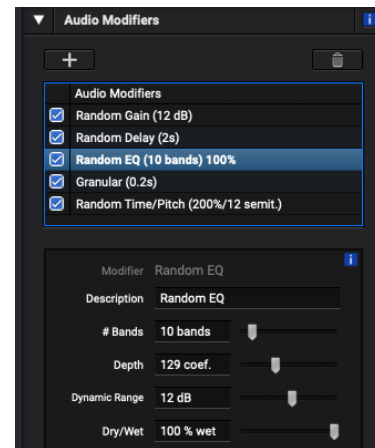 Audio Modifiers
i
Audio Modifiers
Random Gain (12 dB)
Random Delay (2s)
Random EQ (10 bands) 100%
Granular (0.2s)
Random Time/Pitch (200%/12 semit.)
i
Modifier Random EQ
Description Random EQ
# Bands 10 bands
Depth 129 coef.
Dynamic Range 12 dB
Dry/Wet 100 % wet